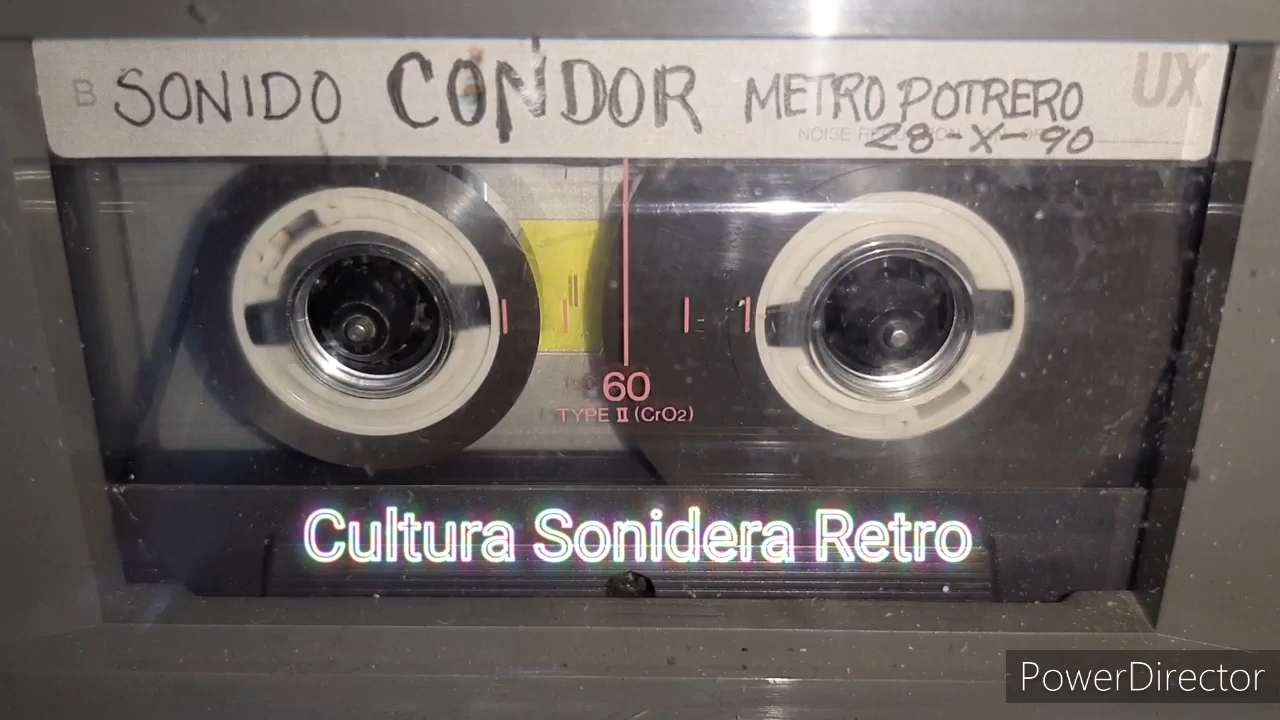 B SONIDO CONDOR METRO POTRERO UX
28-X-90
60
TYPE II (CrO2)
Cultura Sonidera Retro
PowerDirector